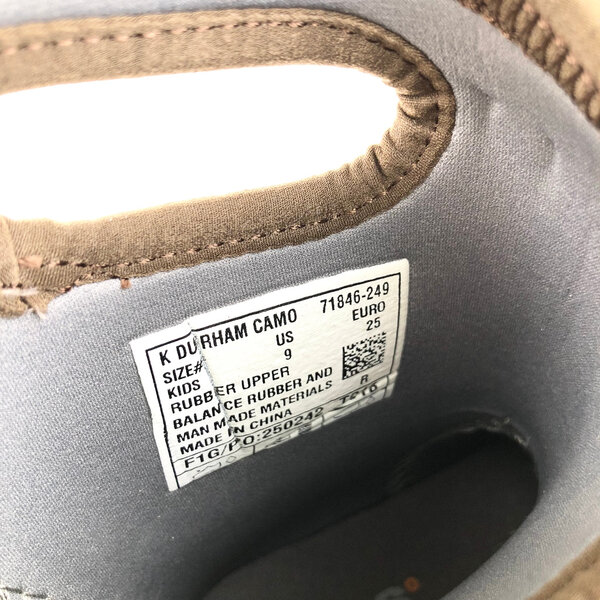 K DURHAM CAMO 71846-249
SIZE# US EURO
KIDS 9 25
RUBBER UPPER
BALANCE RUBBER AND
MAN MADE MATERIALS R
MADE IN CHINA
F1G/PO:250242